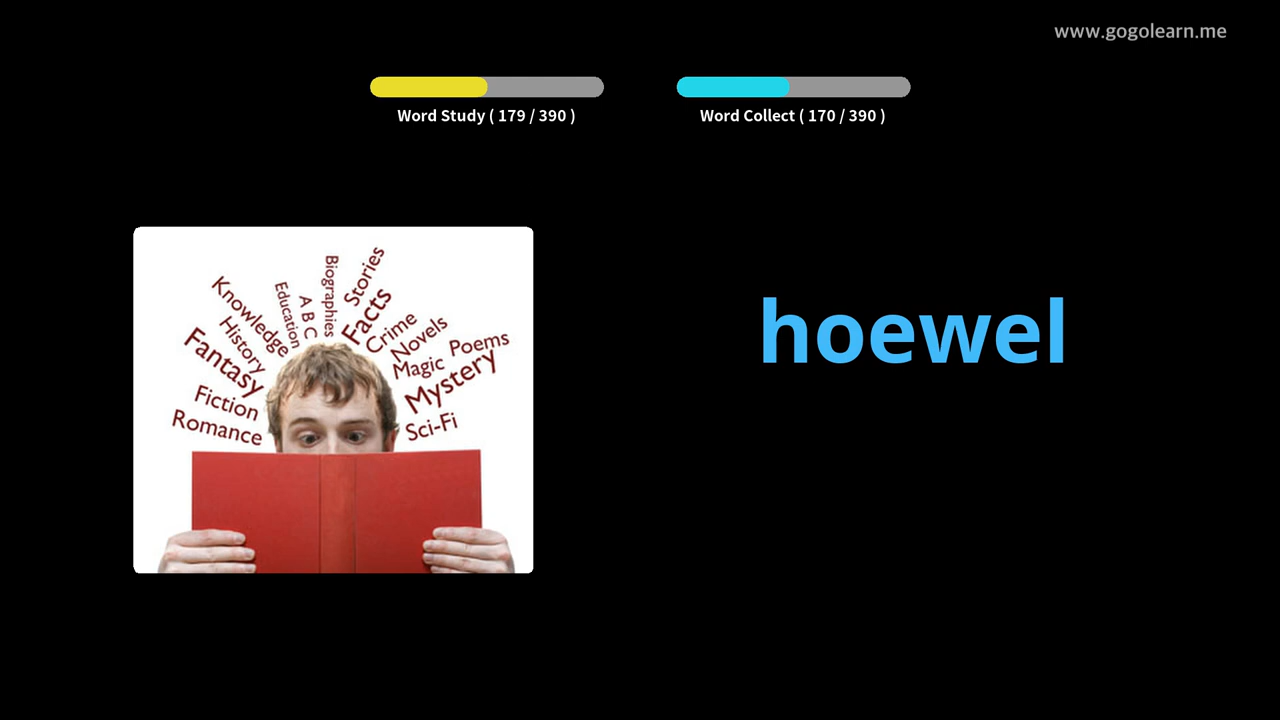 www.gogolearn.me
Word Study ( 179 / 390 )
Word Collect ( 170 / 390 )
hoewel
Biographies
Stories
Education
A B C
Facts
Knowledge
Crime
Novels
History
Poems
Fantasy
Magic
Mystery
Fiction
Romance
Sci-Fi